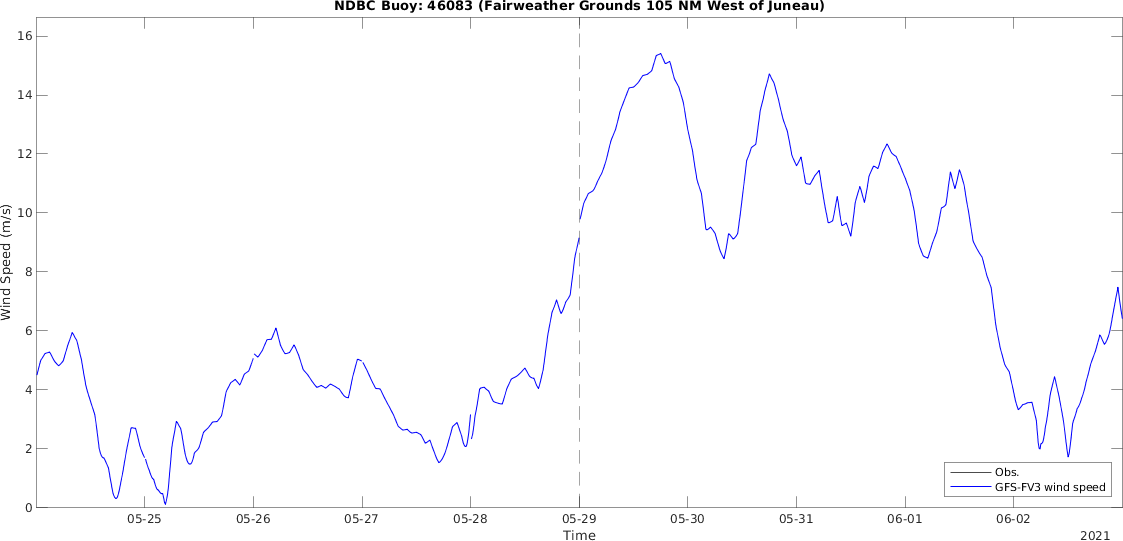 NDBC Buoy: 46083 (Fairweather Grounds 105 NM West of Juneau)
16
14
12
10
8
6
4
2
0
Wind Speed (m/s)
Obs.
GFS-FV3 wind speed
05-25 05-26 05-27 05-28 05-29 05-30 05-31 06-01 06-02
Time
2021